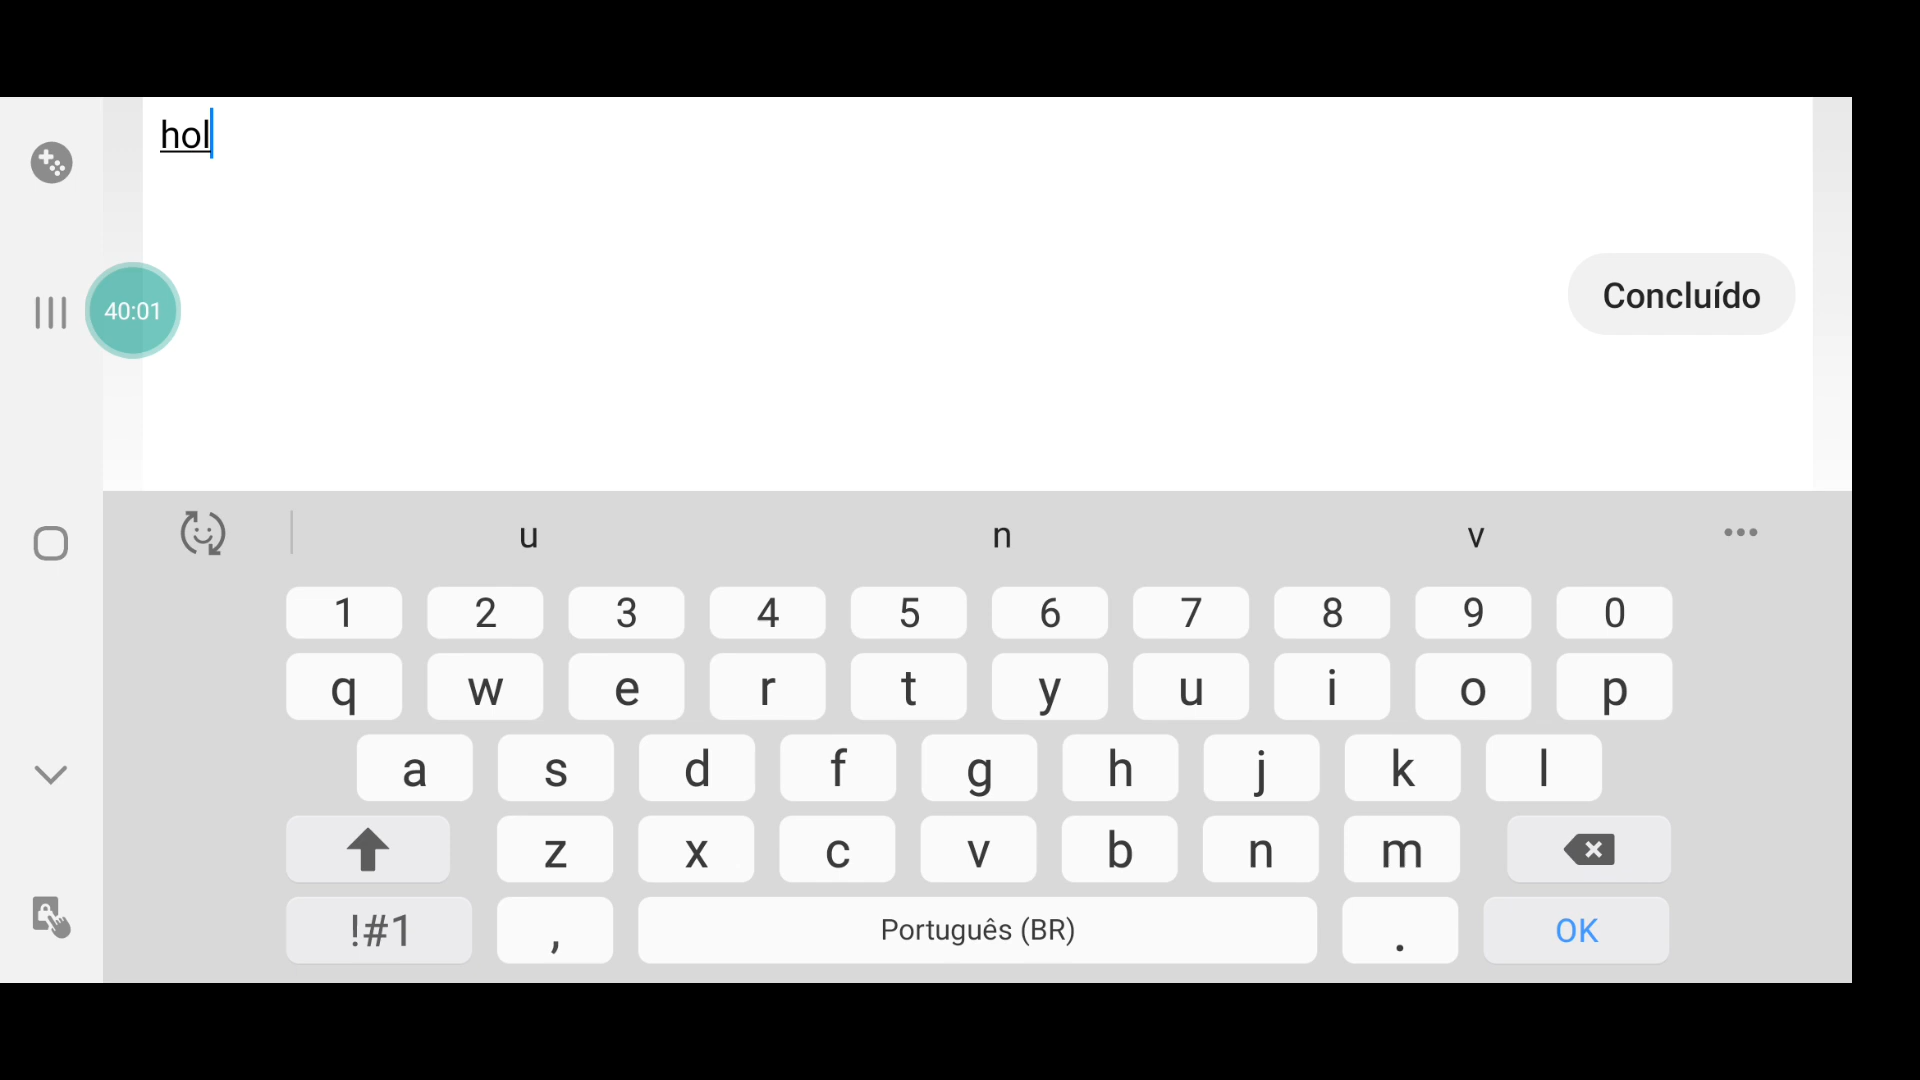 hol
40:01
Concluído
u n v
1 2 3 4 5 6 7 8 9 0
q w e r t y u i o p
a s d f g h j k l
z x c v b n m
!#1 , Português (BR) . OK